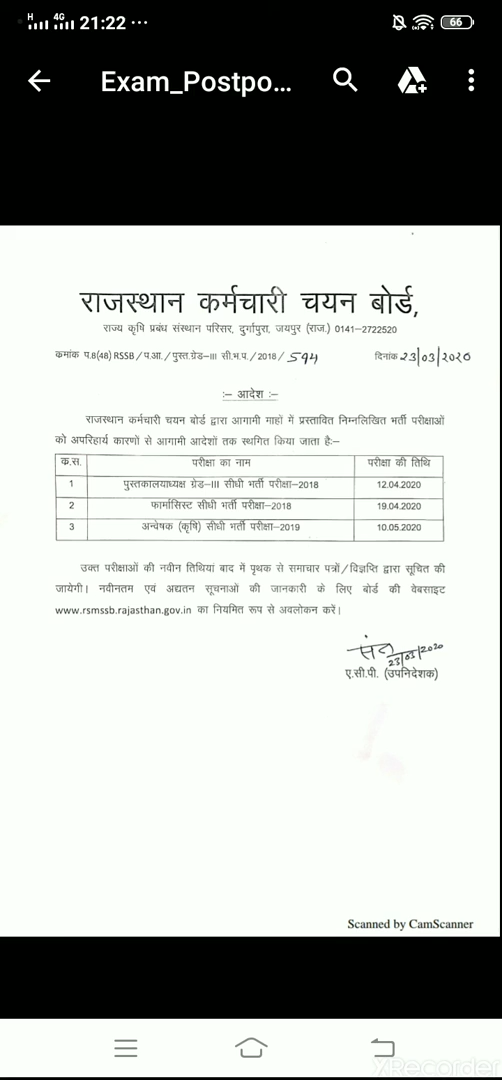 H 4G 21:22 ... 66
Exam_Postpo...
राजस्थान कर्मचारी चयन बोर्ड,
राज्य कृषि प्रबंध संस्थान परिसर, दुर्गापुरा, जयपुर (राज.) 0141-2722520
कमांक प.8(48) RSSB/प.आ./पुस्त.ग्रेड-III सी.भ.प./2018/594 दिनांक 23/03/2020
:- आदेश :-
राजस्थान कर्मचारी चयन बोर्ड द्वारा आगामी माहों में प्रस्तावित निम्नलिखित भर्ती परीक्षाओं
को अपरिहार्य कारणों से आगामी आदेशों तक स्थगित किया जाता है:-
क.स. परीक्षा का नाम परीक्षा की तिथि
1 पुस्तकालयाध्यक्ष ग्रेड-III सीधी भर्ती परीक्षा-2018 12.04.2020
2 फार्मासिस्ट सीधी भर्ती परीक्षा-2018 19.04.2020
3 अन्वेषक (कृषि) सीधी भर्ती परीक्षा-2019 10.05.2020
उक्त परीक्षाओं की नवीन तिथियां बाद में पृथक से समाचार पत्रों/विज्ञप्ति द्वारा सूचित की
जायेगी। नवीनतम एवं अद्यतन सूचनाओं की जानकारी के लिए बोर्ड की वेबसाइट
www.rsmssb.rajasthan.gov.in का नियमित रूप से अवलोकन करें।
23/03/2020
ए.सी.पी. (उपनिदेशक)
Scanned by CamScanner
XRecorder